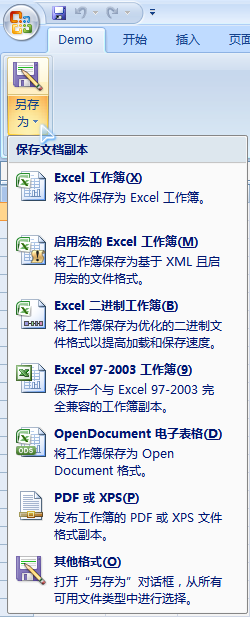 Demo 开始 插入 页面
另存
为
保存文档副本
Excel 工作簿(X)
将文件保存为 Excel 工作簿。
启用宏的 Excel 工作簿(M)
将工作簿保存为基于 XML 且启
用宏的文件格式。
Excel 二进制工作簿(B)
将工作簿保存为优化的二进制文
件格式以提高加载和保存速度。
Excel 97-2003 工作簿(9)
保存一个与 Excel 97-2003 完
全兼容的工作簿副本。
OpenDocument 电子表格(D)
将工作簿保存为 Open
Document 格式。
ODS
PDF 或 XPS(P)
发布工作簿的 PDF 或 XPS 文件
格式副本。
其他格式(O)
打开“另存为”对话框，从所有
可用文件类型中进行选择。